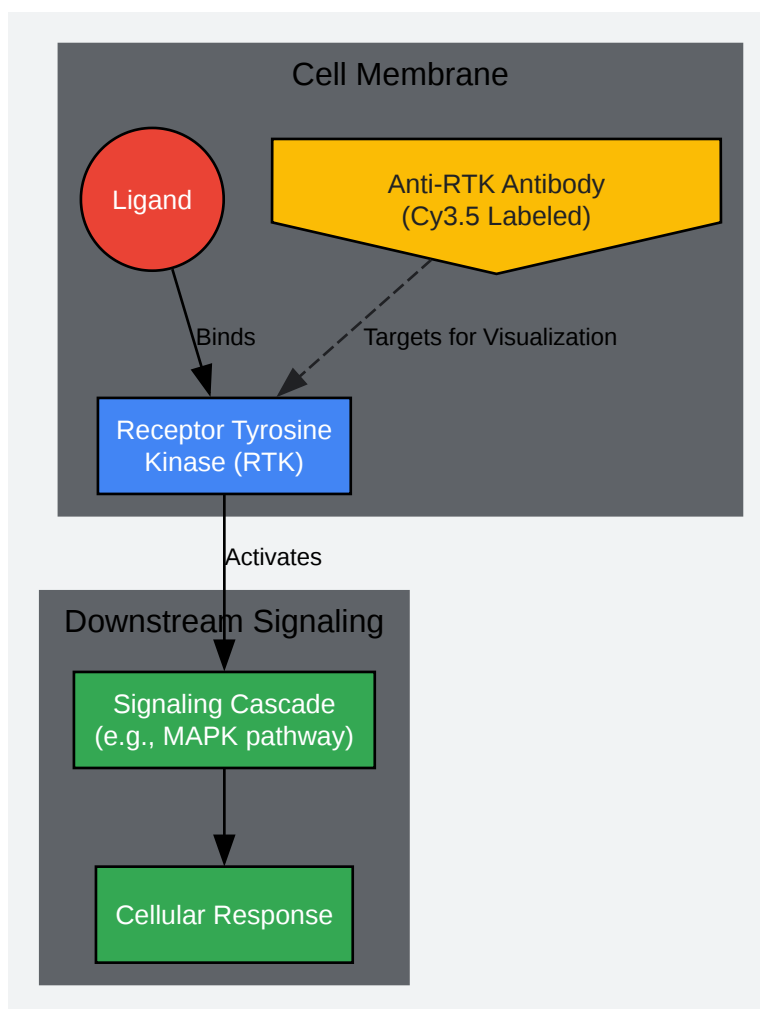 Cell Membrane
Ligand
Anti-RTK Antibody
(Cy3.5 Labeled)
Binds
Targets for Visualization
Receptor Tyrosine
Kinase (RTK)
Activates
Downstream Signaling
Signaling Cascade
(e.g., MAPK pathway)
Cellular Response